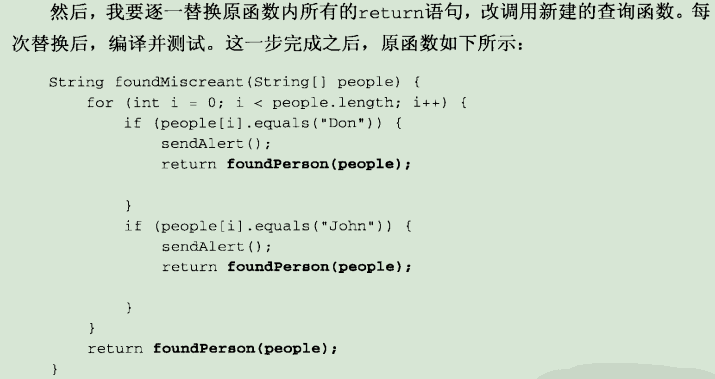 然后，我要逐一替换原函数内所有的return语句，改调用新建的查询函数。每
次替换后，编译并测试。这一步完成之后，原函数如下所示：
String foundMiscreant(String[] people) {
for (int i = 0; i < people.length; i++) {
if (people[i].equals("Don")) {
sendAlert();
return foundPerson(people);
}
if (people[i].equals("John")) {
sendAlert();
return foundPerson(people);
}
}
return foundPerson(people);
}